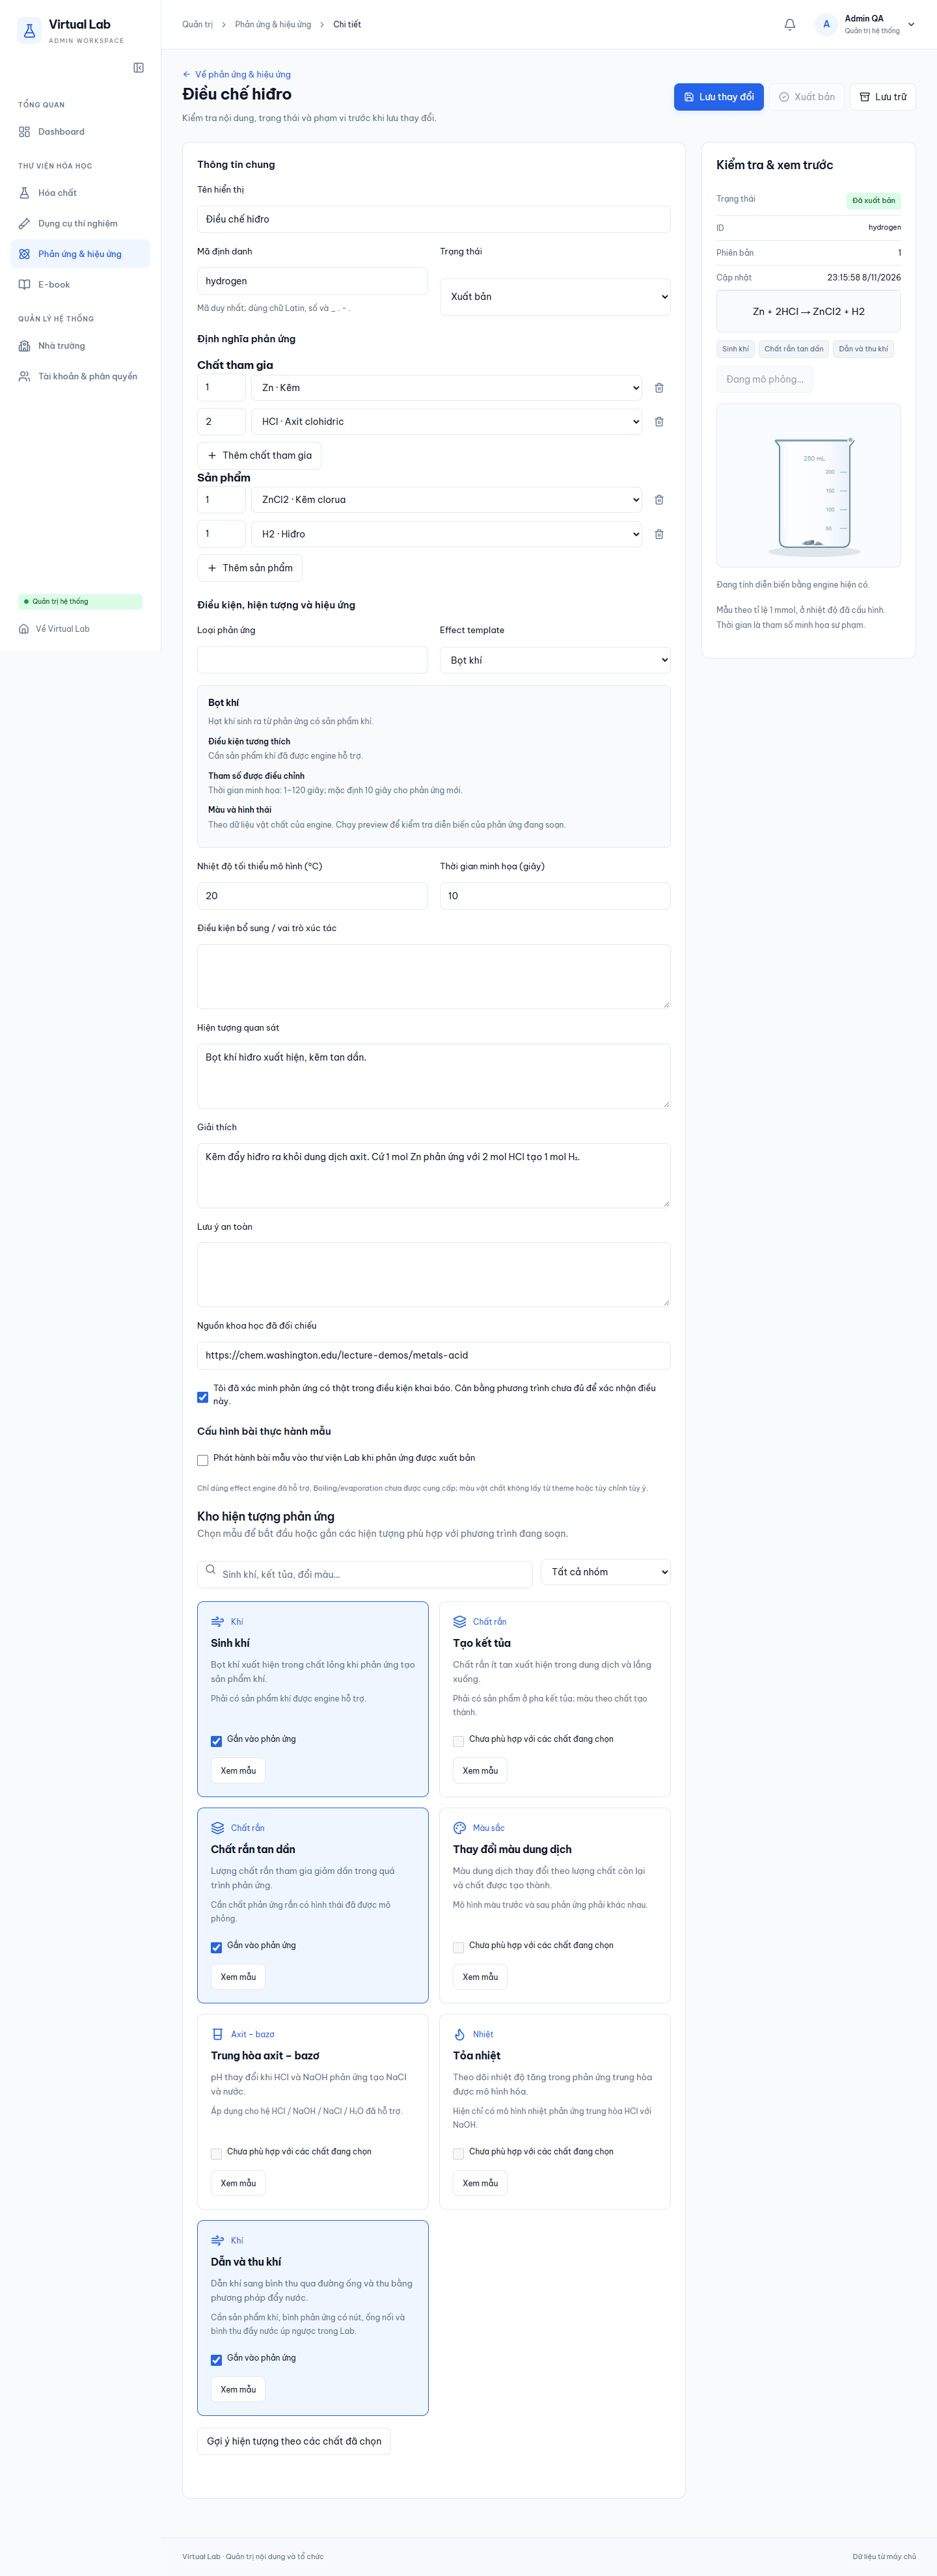 Virtual Lab
ADMIN WORKSPACE
TỔNG QUAN
Dashboard
THƯ VIỆN HÓA HỌC
Hóa chất
Dụng cụ thí nghiệm
Phản ứng & hiệu ứng
E-book
QUẢN LÝ HỆ THỐNG
Nhà trường
Tài khoản & phân quyền
Quản trị hệ thống
Về Virtual Lab
Quản trị
Phản ứng & hiệu ứng
Chi tiết
A
Admin QA
Quản trị hệ thống
Về phản ứng & hiệu ứng
Điều chế hiđro
Kiểm tra nội dung, trạng thái và phạm vi trước khi lưu thay đổi.
Lưu thay đổi
Xuất bản
Lưu trữ
Thông tin chung
Tên hiển thị
Điều chế hiđro
Mã định danh
Trạng thái
hydrogen
Xuất bản
Mã duy nhất; dùng chữ Latin, số và _ . - .
Định nghĩa phản ứng
Chất tham gia
1
Zn · Kẽm
2
HCl · Axit clohidric
Thêm chất tham gia
Sản phẩm
1
ZnCl2 · Kẽm clorua
1
H2 · Hiđro
Thêm sản phẩm
Điều kiện, hiện tượng và hiệu ứng
Loại phản ứng
Effect template
Bọt khí
Bọt khí
Hạt khí sinh ra từ phản ứng có sản phẩm khí.
Điều kiện tương thích
Cần sản phẩm khí đã được engine hỗ trợ.
Tham số được điều chỉnh
Thời gian minh họa: 1–120 giây; mặc định 10 giây cho phản ứng mới.
Màu và hình thái
Theo dữ liệu vật chất của engine. Chạy preview để kiểm tra diễn biến của phản ứng đang soạn.
Nhiệt độ tối thiểu mô hình (°C)
Thời gian minh họa (giây)
20
10
Điều kiện bổ sung / vai trò xúc tác
Hiện tượng quan sát
Bọt khí hiđro xuất hiện, kẽm tan dần.
Giải thích
Kẽm đẩy hiđro ra khỏi dung dịch axit. Cứ 1 mol Zn phản ứng với 2 mol HCl tạo 1 mol H₂.
Lưu ý an toàn
Nguồn khoa học đã đối chiếu
https://chem.washington.edu/lecture-demos/metals-acid
Tôi đã xác minh phản ứng có thật trong điều kiện khai báo. Cân bằng phương trình chưa đủ để xác nhận điều
này.
Cấu hình bài thực hành mẫu
Phát hành bài mẫu vào thư viện Lab khi phản ứng được xuất bản
Chỉ dùng effect engine đã hỗ trợ. Boiling/evaporation chưa được cung cấp; màu vật chất không lấy từ theme hoặc tùy chỉnh tùy ý.
Kho hiện tượng phản ứng
Chọn mẫu để bắt đầu hoặc gắn các hiện tượng phù hợp với phương trình đang soạn.
Sinh khí, kết tủa, đổi màu...
Tất cả nhóm
Khí
Sinh khí
Bọt khí xuất hiện trong chất lỏng khi phản ứng tạo
sản phẩm khí.
Phải có sản phẩm khí được engine hỗ trợ.
Gắn vào phản ứng
Xem mẫu
Chất rắn
Tạo kết tủa
Chất rắn ít tan xuất hiện trong dung dịch và lắng
xuống.
Phải có sản phẩm ở pha kết tủa; màu theo chất tạo
thành.
Chưa phù hợp với các chất đang chọn
Xem mẫu
Chất rắn
Chất rắn tan dần
Lượng chất rắn tham gia giảm dần trong quá
trình phản ứng.
Cần chất phản ứng rắn có hình thái đã được mô
phỏng.
Gắn vào phản ứng
Xem mẫu
Màu sắc
Thay đổi màu dung dịch
Màu dung dịch thay đổi theo lượng chất còn lại
và chất được tạo thành.
Mô hình màu trước và sau phản ứng phải khác nhau.
Chưa phù hợp với các chất đang chọn
Xem mẫu
Axit – bazơ
Trung hòa axit – bazơ
pH thay đổi khi HCl và NaOH phản ứng tạo NaCl
và nước.
Áp dụng cho hệ HCl / NaOH / NaCl / H₂O đã hỗ trợ.
Chưa phù hợp với các chất đang chọn
Xem mẫu
Nhiệt
Tỏa nhiệt
Theo dõi nhiệt độ tăng trong phản ứng trung hòa
được mô hình hóa.
Hiện chỉ có mô hình nhiệt phản ứng trung hòa HCl với
NaOH.
Chưa phù hợp với các chất đang chọn
Xem mẫu
Khí
Dẫn và thu khí
Dẫn khí sang bình thu qua đường ống và thu bằng
phương pháp đẩy nước.
Cần sản phẩm khí, bình phản ứng có nút, ống nối và
bình thu đầy nước úp ngược trong Lab.
Gắn vào phản ứng
Xem mẫu
Gợi ý hiện tượng theo các chất đã chọn
Kiểm tra & xem trước
Trạng thái
Đã xuất bản
ID
hydrogen
Phiên bản
1
Cập nhật
23:15:58 8/11/2026
Zn + 2HCl → ZnCl2 + H2
Sinh khí
Chất rắn tan dần
Dẫn và thu khí
Đang mô phỏng...
250 mL
200
150
100
50
Đang tính diễn biến bằng engine hiện có.
Mẫu theo tỉ lệ 1 mmol, ở nhiệt độ đã cấu hình.
Thời gian là tham số minh họa sư phạm.
Virtual Lab · Quản trị nội dung và tổ chức
Dữ liệu từ máy chủ